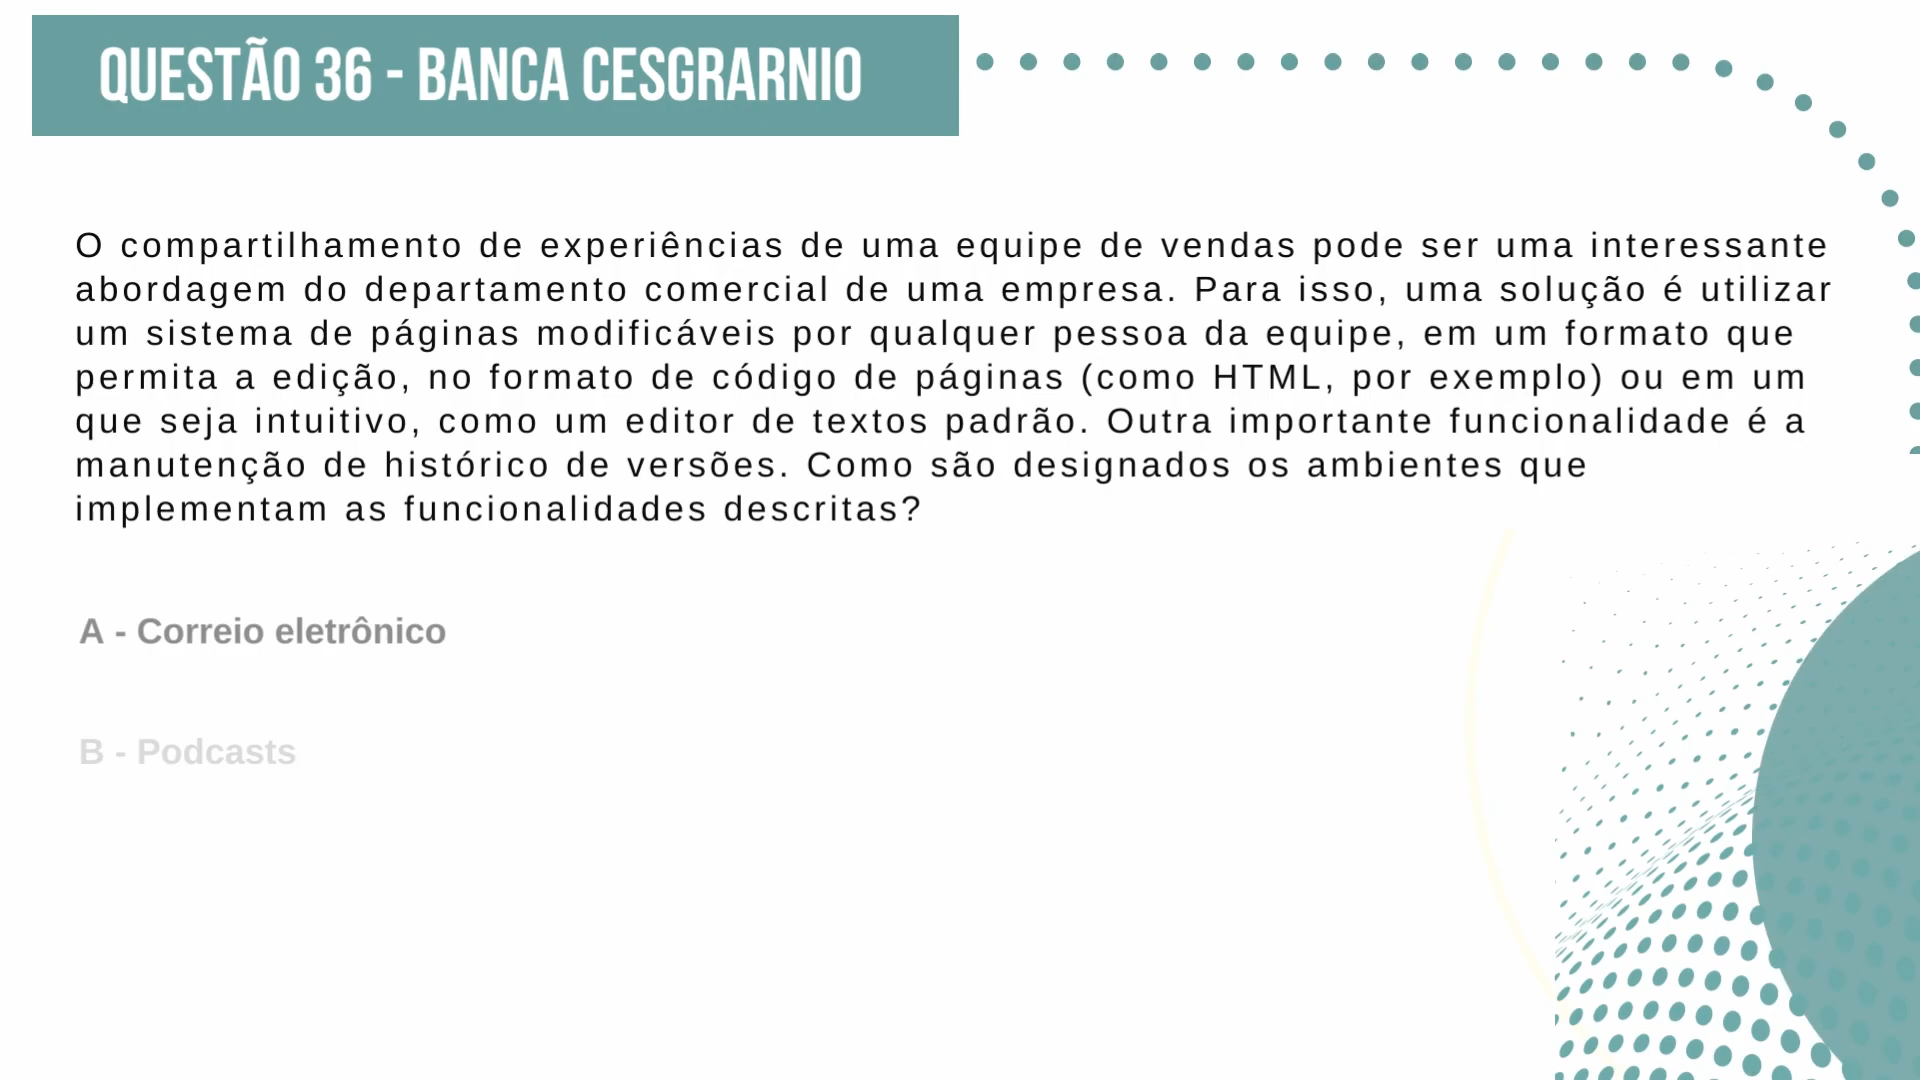 QUESTÃO 36 - BANCA CESGRARNIO
O compartilhamento de experiências de uma equipe de vendas pode ser uma interessante
abordagem do departamento comercial de uma empresa. Para isso, uma solução é utilizar
um sistema de páginas modificáveis por qualquer pessoa da equipe, em um formato que
permita a edição, no formato de código de páginas (como HTML, por exemplo) ou em um
que seja intuitivo, como um editor de textos padrão. Outra importante funcionalidade é a
manutenção de histórico de versões. Como são designados os ambientes que
implementam as funcionalidades descritas?
A - Correio eletrônico
B - Podcasts